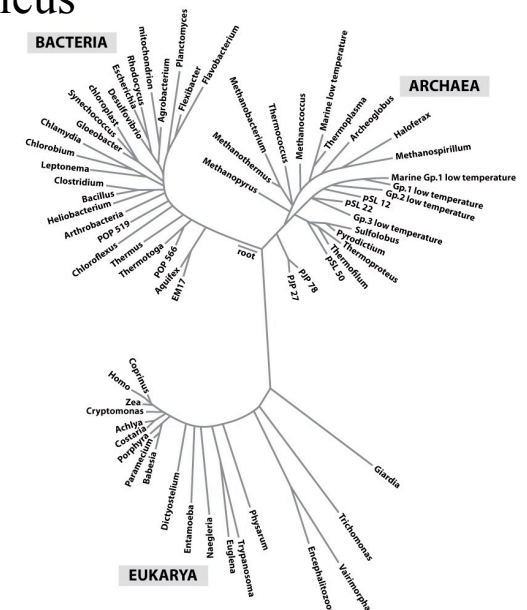 icus
BACTERIA
Planctomyces
mitochondrion
Agrobacterium
Flavobacterium
Flexibacter
Rhodocycus
Escherichia
Desulfovibrio
chloroplast
Synechococcus
Gloeobacter
Chlamydia
Chlorobium
Leptonema
Clostridium
Bacillus
Heliobacterium
Arthrobacteria
POP 519
Chloroflexus
Thermus
Thermotoga
POP 566
Aquifex
EM17
root
ARCHAEA
Marine low temperature
Methanobacterium
Thermococcus
Methanococcus
Thermoplasma
Archeoglobus
Haloferax
Methanospirillum
Methanothermus
Methanopyrus
Marine Gp.1 low temperature
Gp.1 low temperature
Gp.2 low temperature
pSL 12
pSL 22
Gp.3 low temperature
Sulfolobus
Pyrodictium
Thermoproteus
Thermofilum
pSL 50
PJP 78
PJP 27
Coprinus
Homo
Zea
Cryptomonas
Achlya
Costaria
Porphyra
Paramecium
Babesia
Dictyostelium
Entamoeba
Naegleria
Euglena
Trypanosoma
Physarum
Giardia
Trichomonas
Vairimorpha
Encephalitozoo
EUKARYA